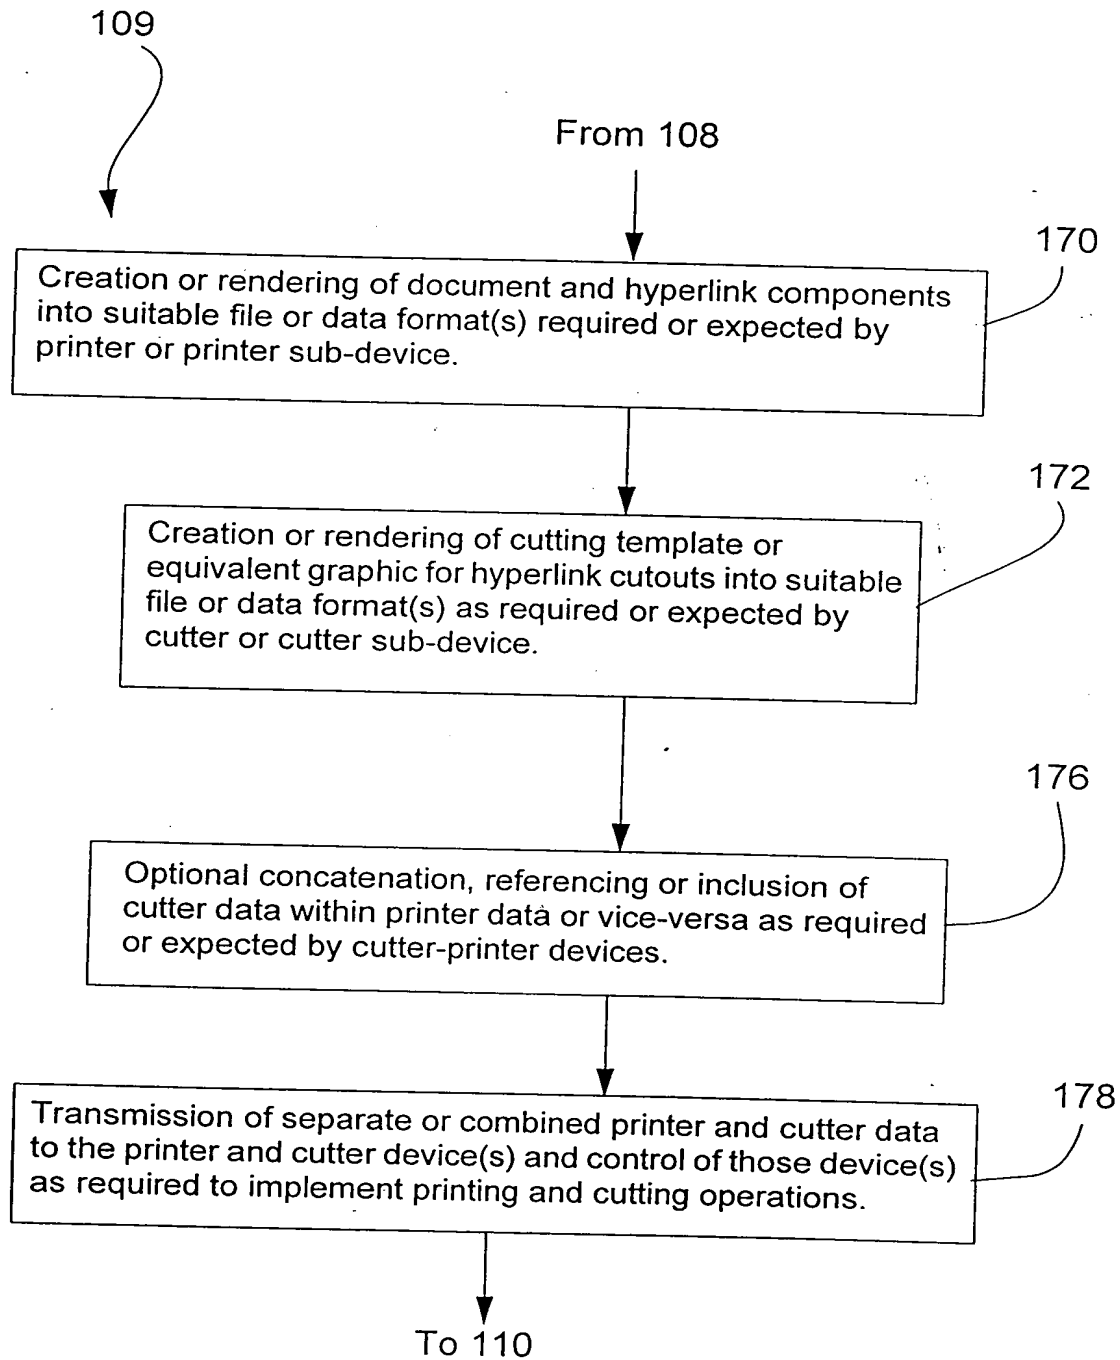 109
From 108
170
Creation or rendering of document and hyperlink components
into suitable file or data format(s) required or expected by
printer or printer sub-device.
172
Creation or rendering of cutting template or
equivalent graphic for hyperlink cutouts into suitable
file or data format(s) as required or expected by
cutter or cutter sub-device.
176
Optional concatenation, referencing or inclusion of
cutter data within printer data or vice-versa as required
or expected by cutter-printer devices.
178
Transmission of separate or combined printer and cutter data
to the printer and cutter device(s) and control of those device(s)
as required to implement printing and cutting operations.
To 110